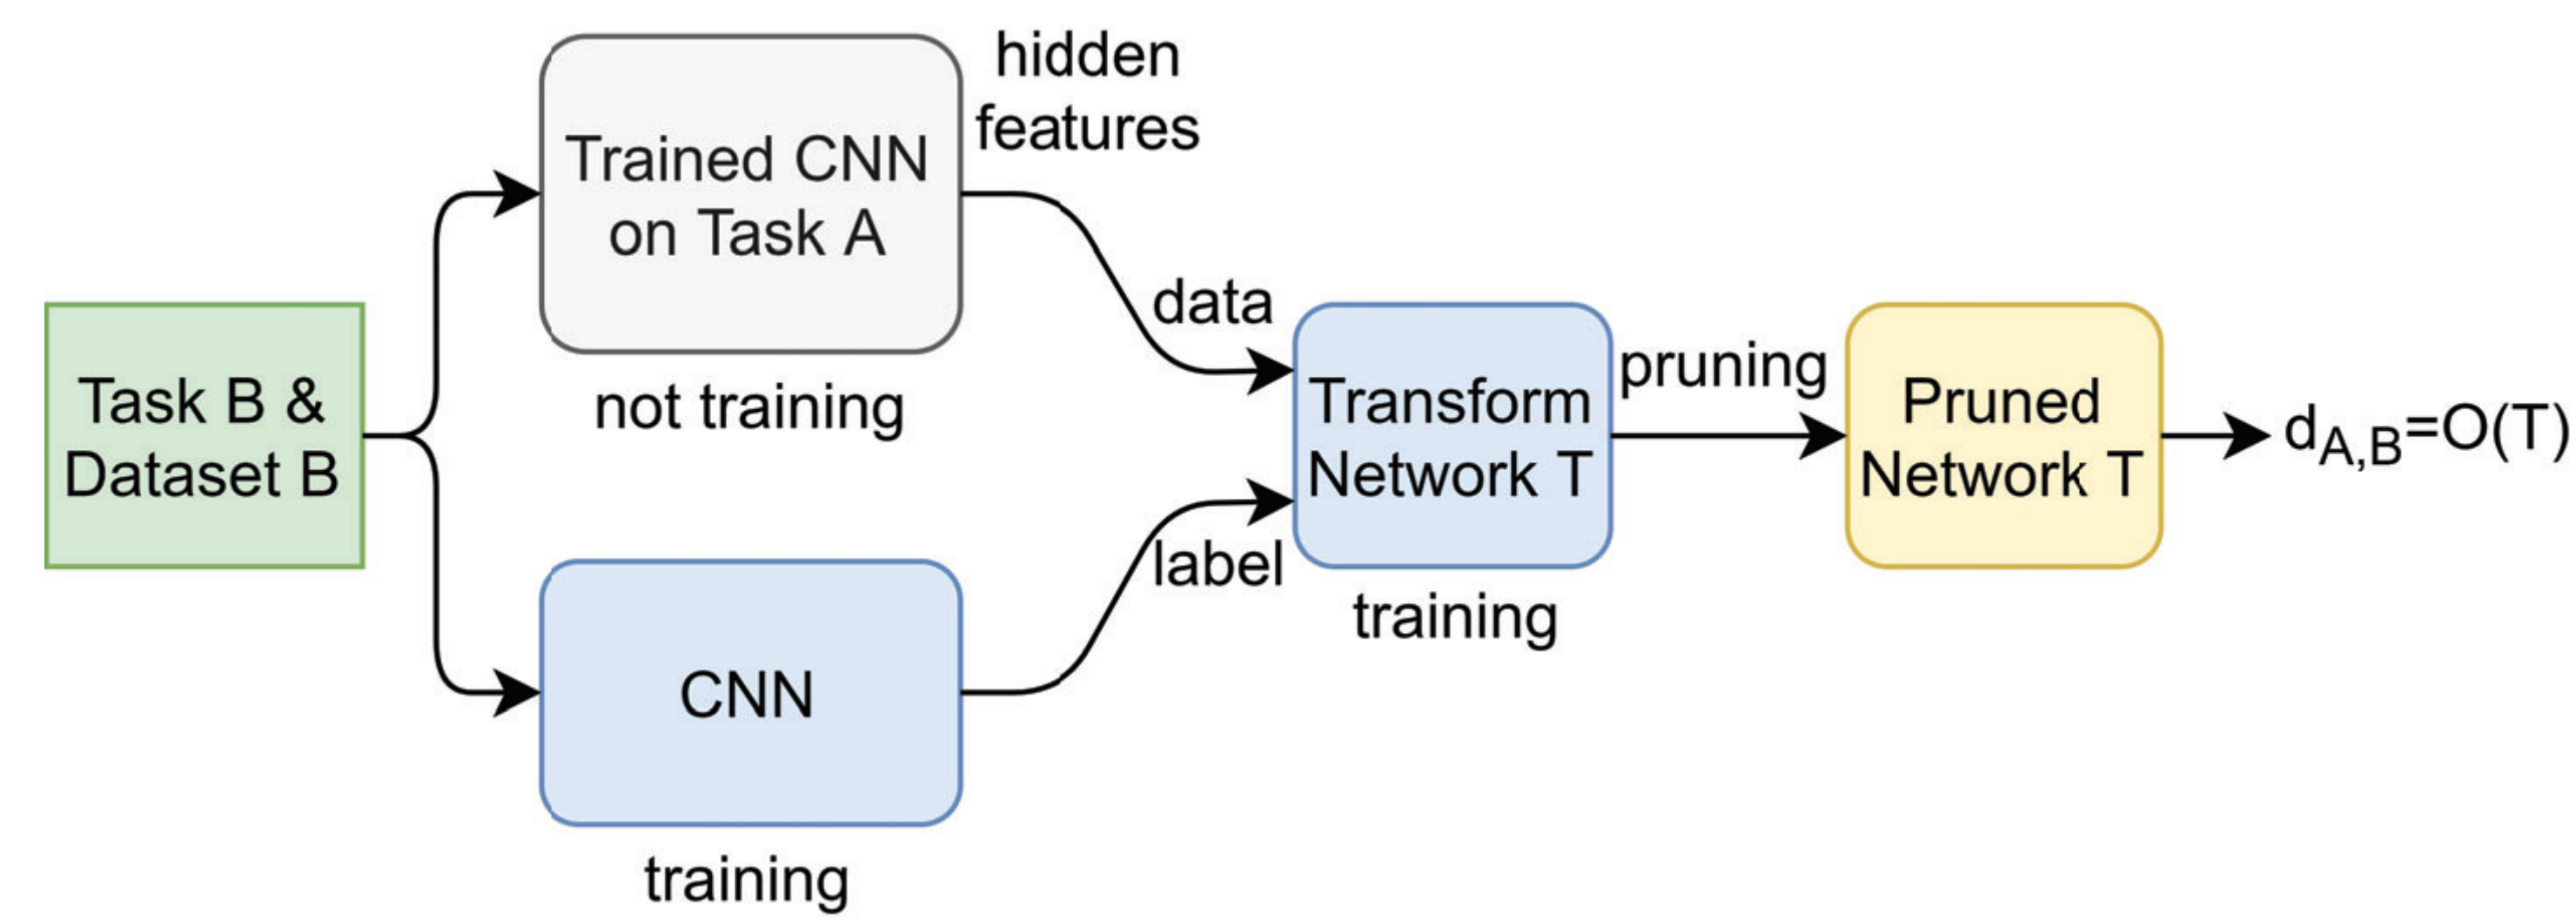 Task B &
Dataset B
Trained CNN
on Task A
not training
hidden
features
data
CNN
training
label
Transform
Network T
training
pruning
Pruned
Network T
d_{A,B}=O(T)